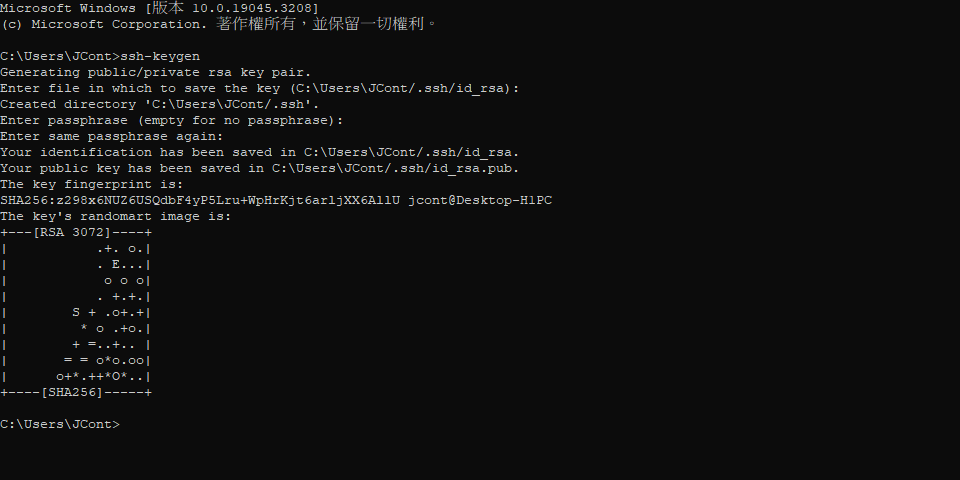 Microsoft Windows [版本 10.0.19045.3208]
(c) Microsoft Corporation. 著作權所有，並保留一切權利。
C:\Users\JCont>ssh-keygen
Generating public/private rsa key pair.
Enter file in which to save the key (C:\Users\JCont/.ssh/id_rsa):
Created directory 'C:\Users\JCont/.ssh'.
Enter passphrase (empty for no passphrase):
Enter same passphrase again:
Your identification has been saved in C:\Users\JCont/.ssh/id_rsa.
Your public key has been saved in C:\Users\JCont/.ssh/id_rsa.pub.
The key fingerprint is:
SHA256:z298x6NUZ6USQdbF4yP5Lru+WpHrKjt6arljXX6AllU jcont@Desktop-H1PC
The key's randomart image is:
+---[RSA 3072]----+
|           .+. o.|
|           . E...|
|            o o o|
|           . +.+.|
|        S + .o+.+|
|         * o .+o.|
|        + =..+.. |
|       = = o*o.oo|
|      o+*.++*O*..|
+----[SHA256]-----+
C:\Users\JCont>